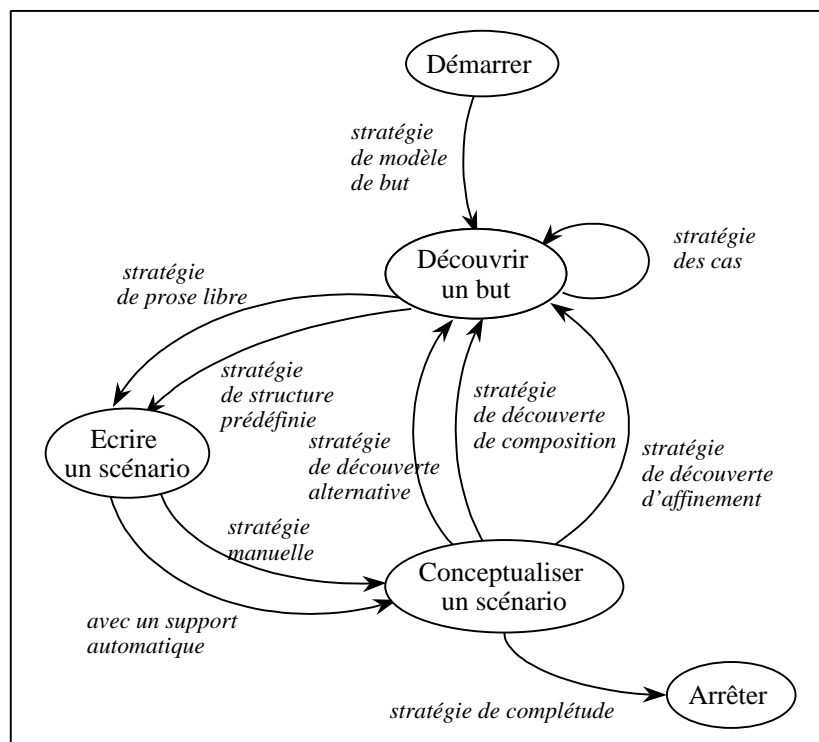 Démarrer
stratégie
de modèle
de but
Découvrir
un but
stratégie
des cas
stratégie
de prose libre
stratégie
de structure
prédéfinie
stratégie
de découverte
de composition
stratégie
de découverte
alternative
stratégie
de découverte
d'affinement
Ecrire
un scénario
stratégie
manuelle
Conceptualiser
un scénario
avec un support
automatique
stratégie de complétude
Arrêter